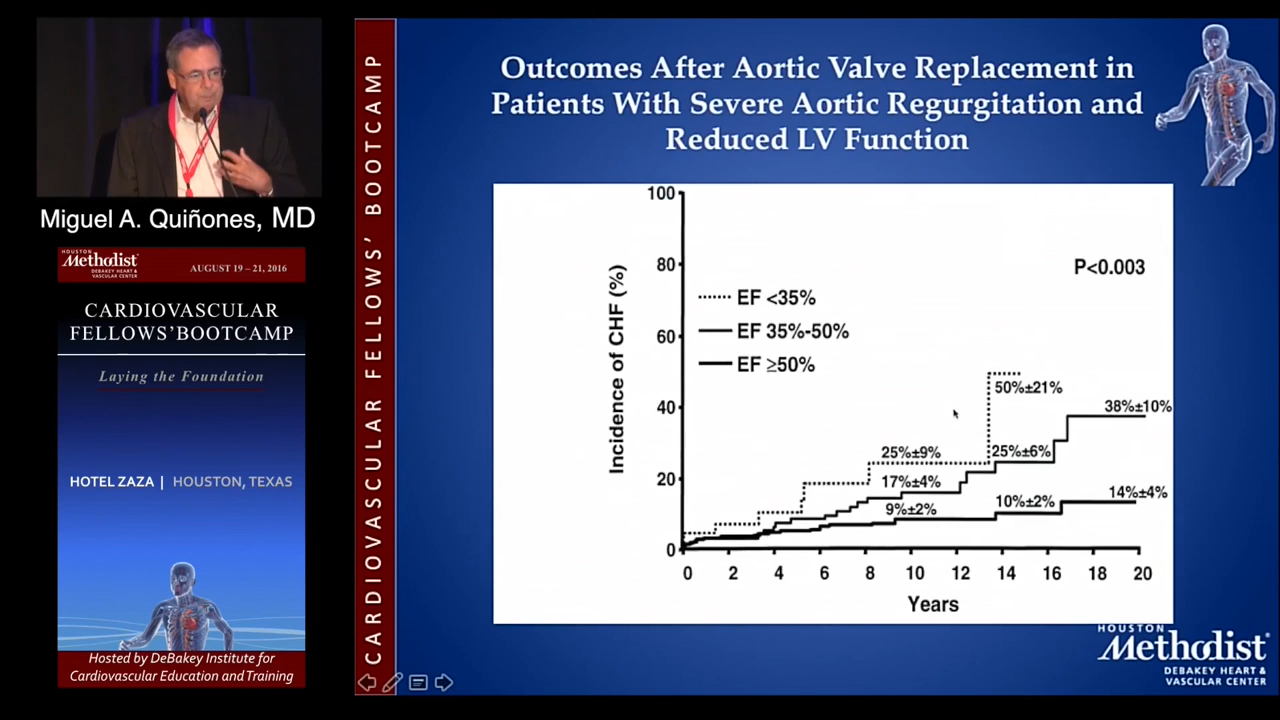 Miguel A. Quiñones, MD
HOUSTON
Methodist
DEBAKEY HEART &
VASCULAR CENTER
AUGUST 19 – 21, 2016
CARDIOVASCULAR
FELLOWS’BOOTCAMP
Laying the Foundation
HOTEL ZAZA | HOUSTON, TEXAS
Hosted by DeBakey Institute for
Cardiovascular Education and Training
CARDIOVASCULAR FELLOWS’ BOOTCAMP
Outcomes After Aortic Valve Replacement in
Patients With Severe Aortic Regurgitation and
Reduced LV Function
Incidence of CHF (%)
100
80
60
40
20
0
P<0.003
EF <35%
EF 35%-50%
EF ≥50%
50%±21%
38%±10%
25%±9%
25%±6%
17%±4%
14%±4%
9%±2%
10%±2%
0 2 4 6 8 10 12 14 16 18 20
Years
HOUSTON
Methodist
DEBAKEY HEART &
VASCULAR CENTER